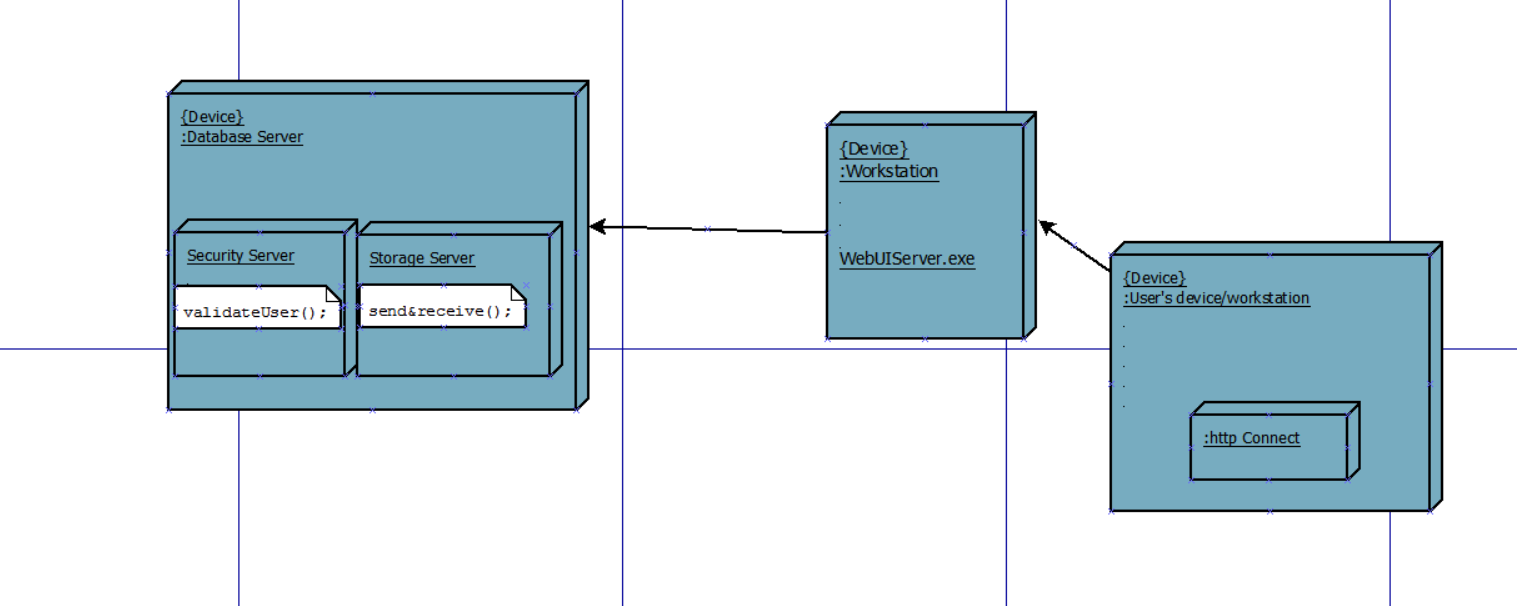 {Device}
:Database Server
Security Server
validateUser();
Storage Server
send&receive();
{Device}
:Workstation
.
.
.
WebUIServer.exe
{Device}
:User's device/workstation
.
.
.
.
.
:http Connect